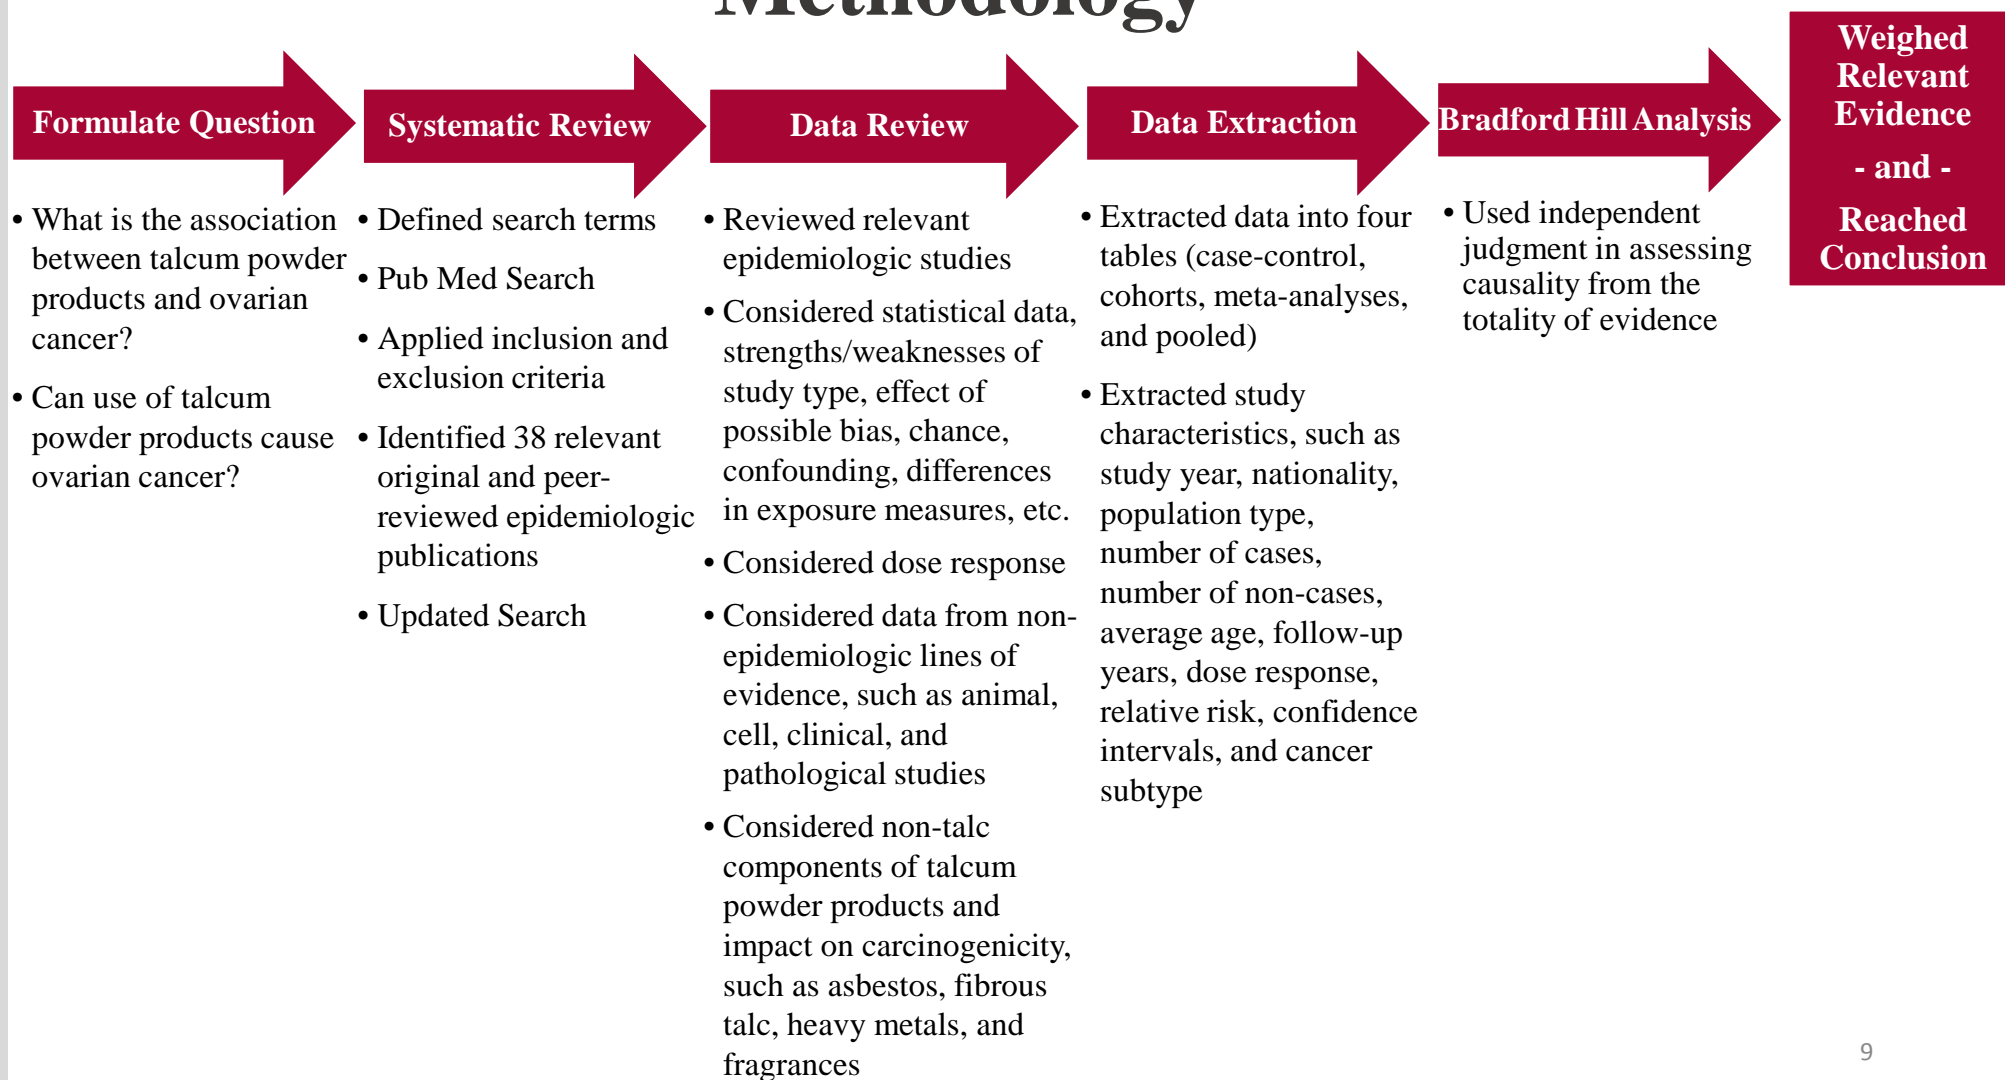 Methodology
Formulate Question
• What is the association
between talcum powder
products and ovarian
cancer?
• Can use of talcum
powder products cause
ovarian cancer?
Systematic Review
• Defined search terms
• Pub Med Search
• Applied inclusion and
exclusion criteria
• Identified 38 relevant
original and peer-
reviewed epidemiologic
publications
• Updated Search
Data Review
• Reviewed relevant
epidemiologic studies
• Considered statistical data,
strengths/weaknesses of
study type, effect of
possible bias, chance,
confounding, differences
in exposure measures, etc.
• Considered dose response
• Considered data from non-
epidemiologic lines of
evidence, such as animal,
cell, clinical, and
pathological studies
• Considered non-talc
components of talcum
powder products and
impact on carcinogenicity,
such as asbestos, fibrous
talc, heavy metals, and
fragrances
Data Extraction
• Extracted data into four
tables (case-control,
cohorts, meta-analyses,
and pooled)
• Extracted study
characteristics, such as
study year, nationality,
population type,
number of cases,
number of non-cases,
average age, follow-up
years, dose response,
relative risk, confidence
intervals, and cancer
subtype
Bradford Hill Analysis
• Used independent
judgment in assessing
causality from the
totality of evidence
Weighed
Relevant
Evidence
- and -
Reached
Conclusion
9